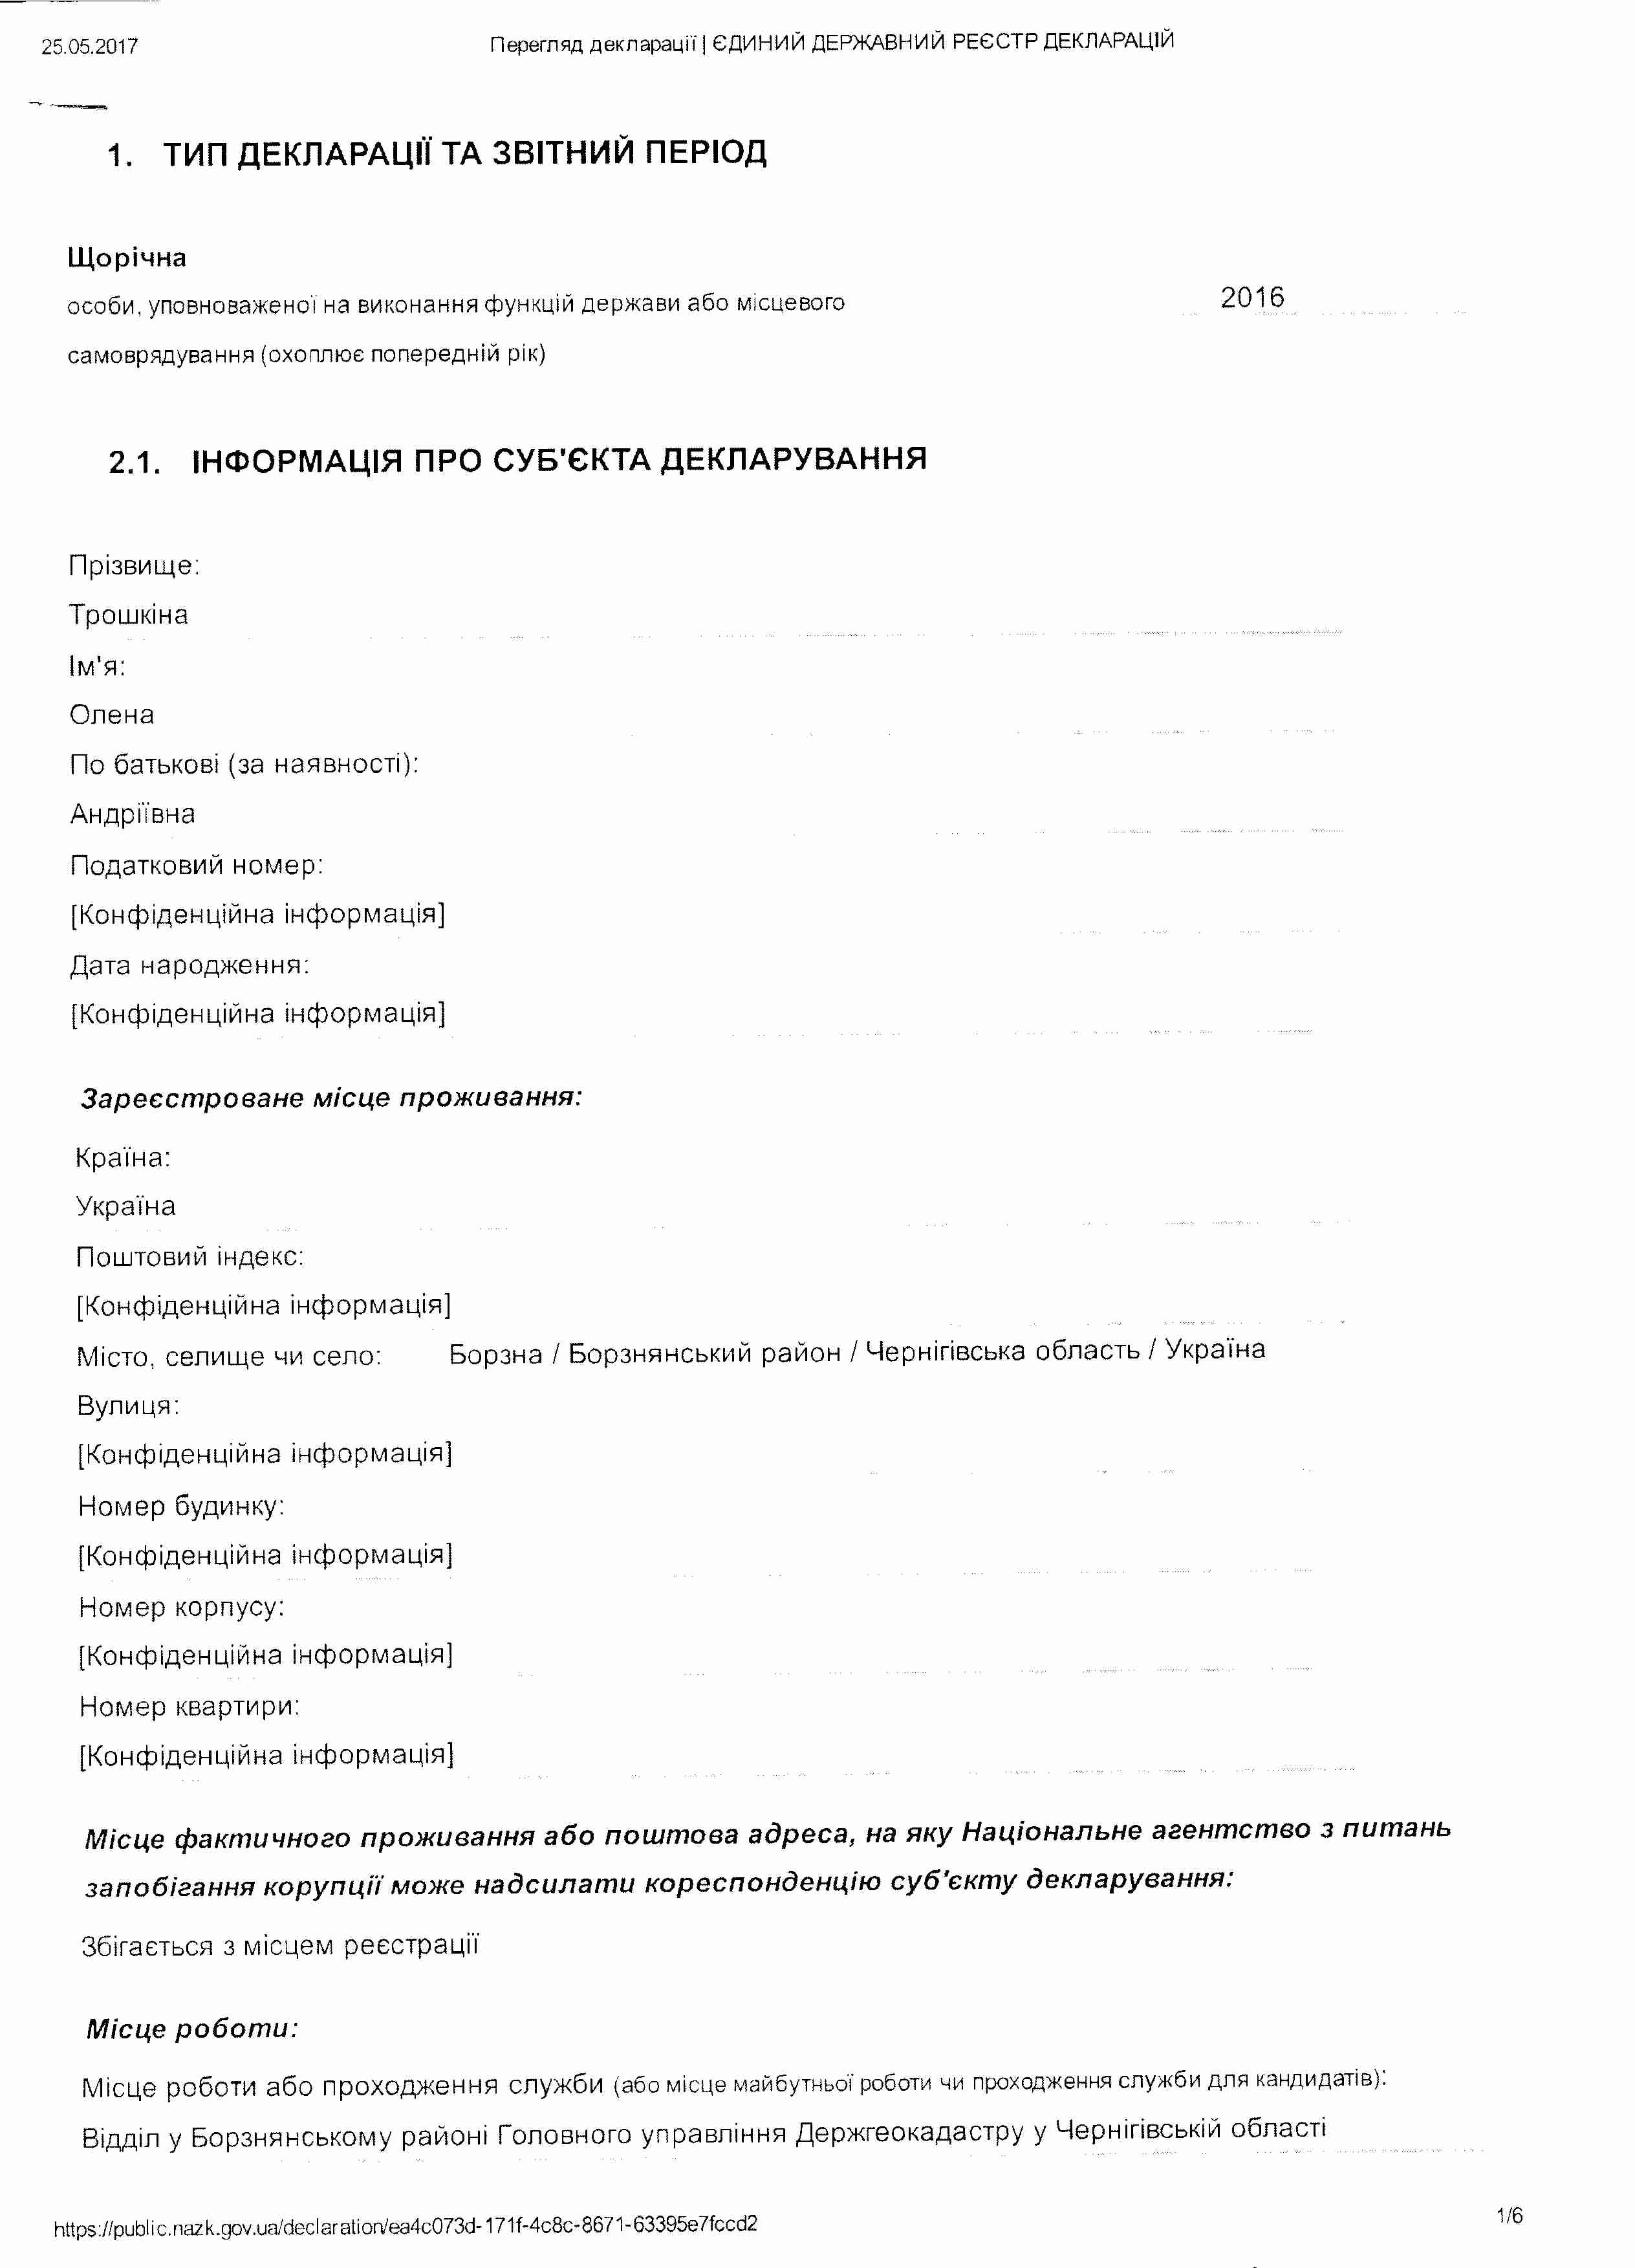 25.05.2017
Перегляд декларації | ЄДИНИЙ ДЕРЖАВНИЙ РЕЄСТР ДЕКЛАРАЦІЙ
1. ТИП ДЕКЛАРАЦІЇ ТА ЗВІТНИЙ ПЕРІОД
Щорічна
особи, уповноваженої на виконання функцій держави або місцевого
2016
самоврядування (охоплює попередній рік)
2.1. ІНФОРМАЦІЯ ПРО СУБ'ЄКТА ДЕКЛАРУВАННЯ
Прізвище:
Трошкіна
Ім'я:
Олена
По батькові (за наявності):
Андріївна
Податковий номер:
[Конфіденційна інформація]
Дата народження:
[Конфіденційна інформація]
Зареєстроване місце проживання:
Країна:
Україна
Поштовий індекс:
[Конфіденційна інформація]
Місто, селище чи село: Борзна / Борзнянський район / Чернігівська область / Україна
Вулиця:
[Конфіденційна інформація]
Номер будинку:
[Конфіденційна інформація]
Номер корпусу:
[Конфіденційна інформація]
Номер квартири:
[Конфіденційна інформація]
Місце фактичного проживання або поштова адреса, на яку Національне агентство з питань
запобігання корупції може надсилати кореспонденцію суб'єкту декларування:
Збігається з місцем реєстрації
Місце роботи:
Місце роботи або проходження служби (або місце майбутньої роботи чи проходження служби для кандидатів):
Відділ у Борзнянському районі Головного управління Держгеокадастру у Чернігівській області
https://public.nazk.gov.ua/declaration/ea4c073d-171f-4c8c-8671-63395e7fccd2
1/6